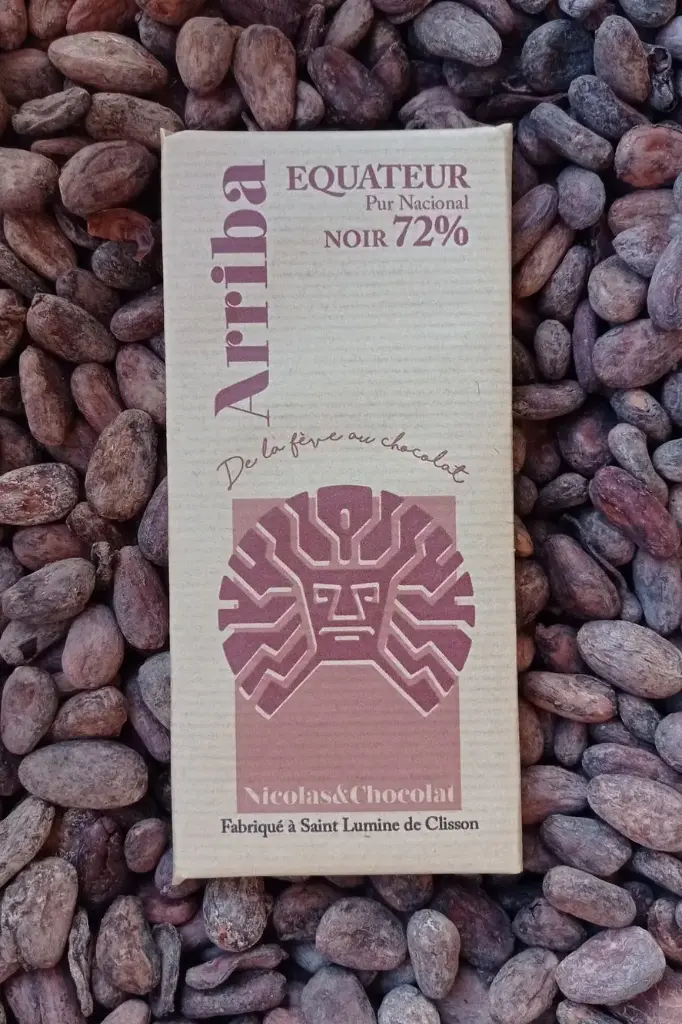 Arriba
EQUATEUR
Pur Nacional
NOIR 72%
De la fève au chocolat
Nicolas&Chocolat
Fabriqué à Saint Lumine de Clisson